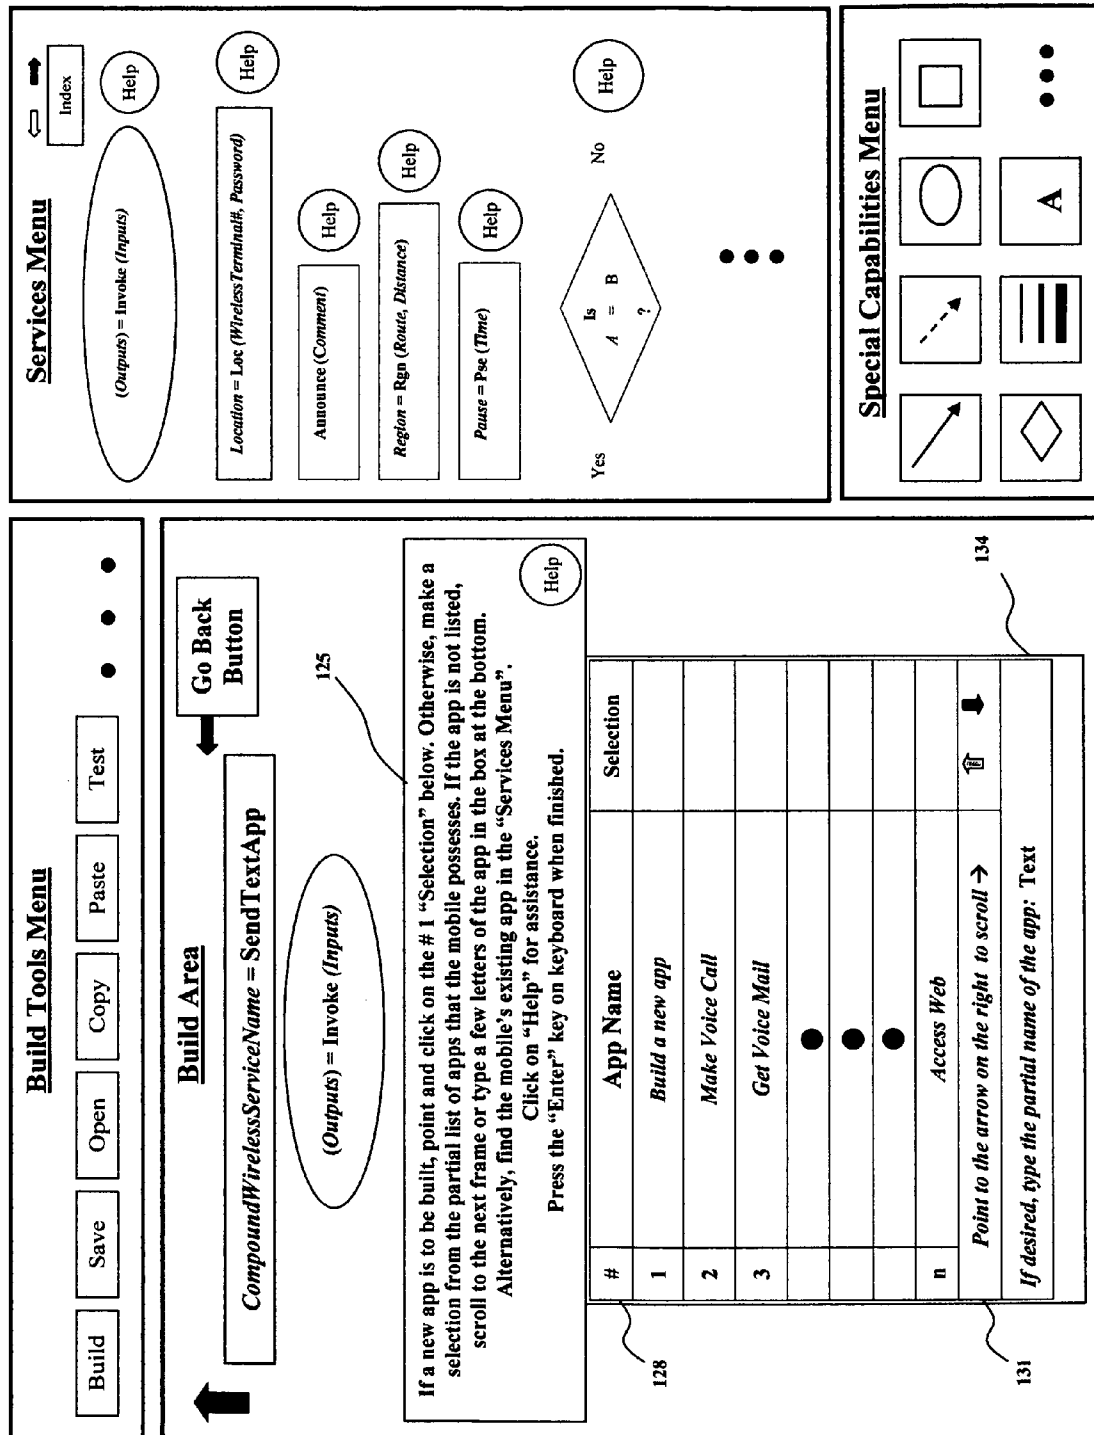 Build Tools Menu
Build
Save
Open
Copy
Paste
Test
Build Area
CompoundWirelessServiceName = SendTextApp
Go Back
Button
(Outputs) = Invoke (Inputs)
125
If a new app is to be built, point and click on the # 1 “Selection” below. Otherwise, make a
selection from the partial list of apps that the mobile possesses. If the app is not listed,
scroll to the next frame or type a few letters of the app in the box at the bottom.
Alternatively, find the mobile’s existing app in the “Services Menu”.
Click on “Help” for assistance.
Press the “Enter” key on keyboard when finished.
Help
# App Name Selection
1 Build a new app
2 Make Voice Call
3 Get Voice Mail
n Access Web
Point to the arrow on the right to scroll →
If desired, type the partial name of the app: Text
128
131
134
Services Menu
Index
(Outputs) = Invoke (Inputs)
Help
Location = Loc (WirelessTerminal#, Password)
Help
Announce (Comment)
Help
Region = Rgn (Route, Distance)
Help
Pause = Pse (Time)
Help
Yes
Is
A = B
?
No
Help
Special Capabilities Menu
A